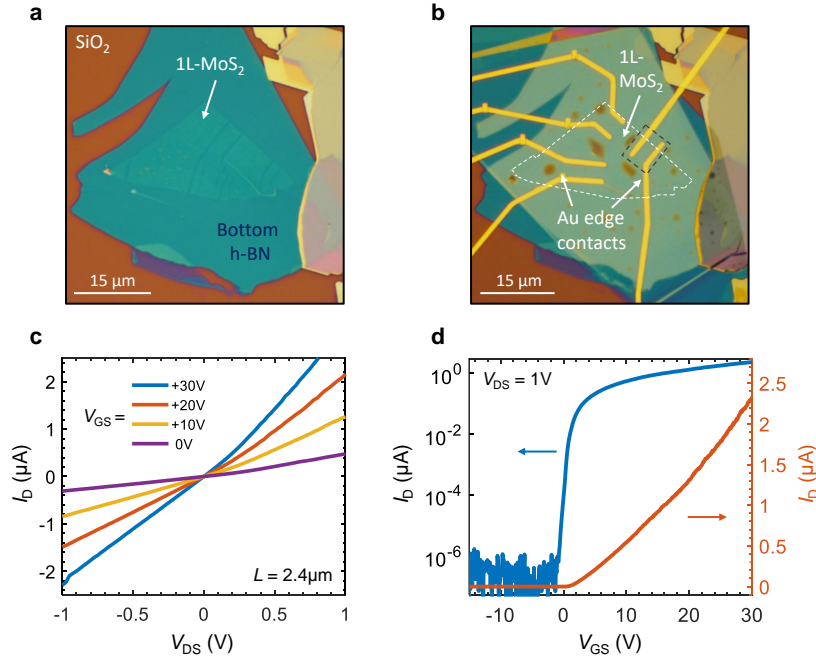 a
SiO2
1L-MoS2
Bottom
h-BN
15 μm
b
1L-
MoS2
Au edge
contacts
15 μm
c
ID (μA)
2
1
0
-1
-2
VGS =
+30V
+20V
+10V
0V
L = 2.4μm
-1
-0.5
0
0.5
1
VDS (V)
d
ID (μA)
10^0
10^-2
10^-4
10^-6
VDS = 1V
2.5
2
1.5
1
0.5
0
ID (μA)
-10
0
10
20
30
VGS (V)